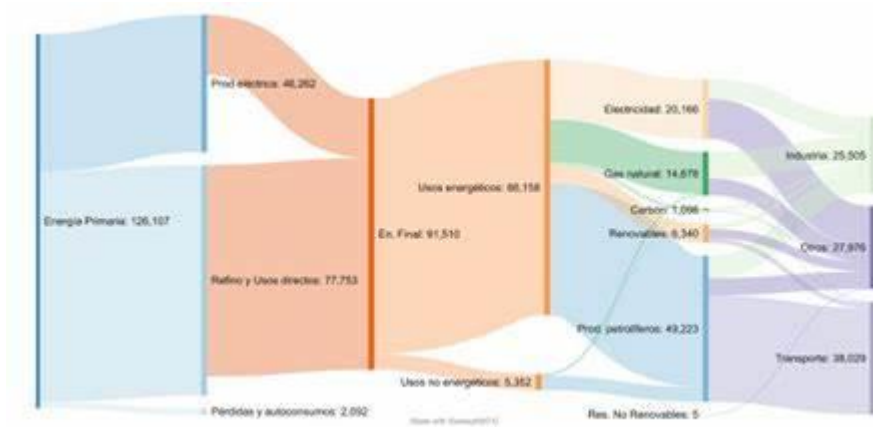 Prod eléctrica: 46,262
Electricidad: 20,166
Industria: 25,505
Gas natural: 14,678
Usos energéticos: 86,158
Carbon: 1,096
Energía Primaria: 126,107
En. Final: 91,510
Renovables: 6,340
Otros: 27,976
Refino y Usos directos: 77,753
Prod. petrolíferos: 49,223
Transporte: 38,029
Usos no energéticos: 5,352
Pérdidas y autoconsumos: 2,092
Res. No Renovables: 5